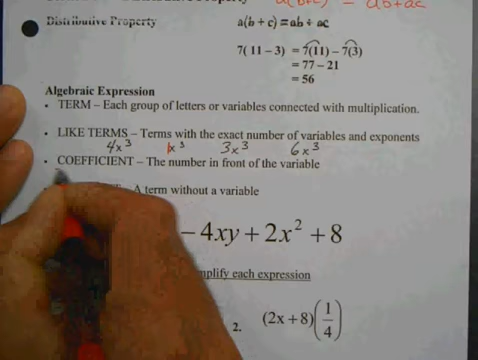 a(b+c) = ab+ac
Distributive Property a(b + c) = ab + ac
7( 11 – 3) = 7(11) – 7(3)
= 77 – 21
= 56
Algebraic Expression
• TERM – Each group of letters or variables connected with multiplication.
• LIKE TERMS – Terms with the exact number of variables and exponents
4x³ 1x³ 3x³ 6x³
• COEFFICIENT – The number in front of the variable
A term without a variable
– 4xy + 2x² + 8
each expression
2. (2x + 8)(1/4)